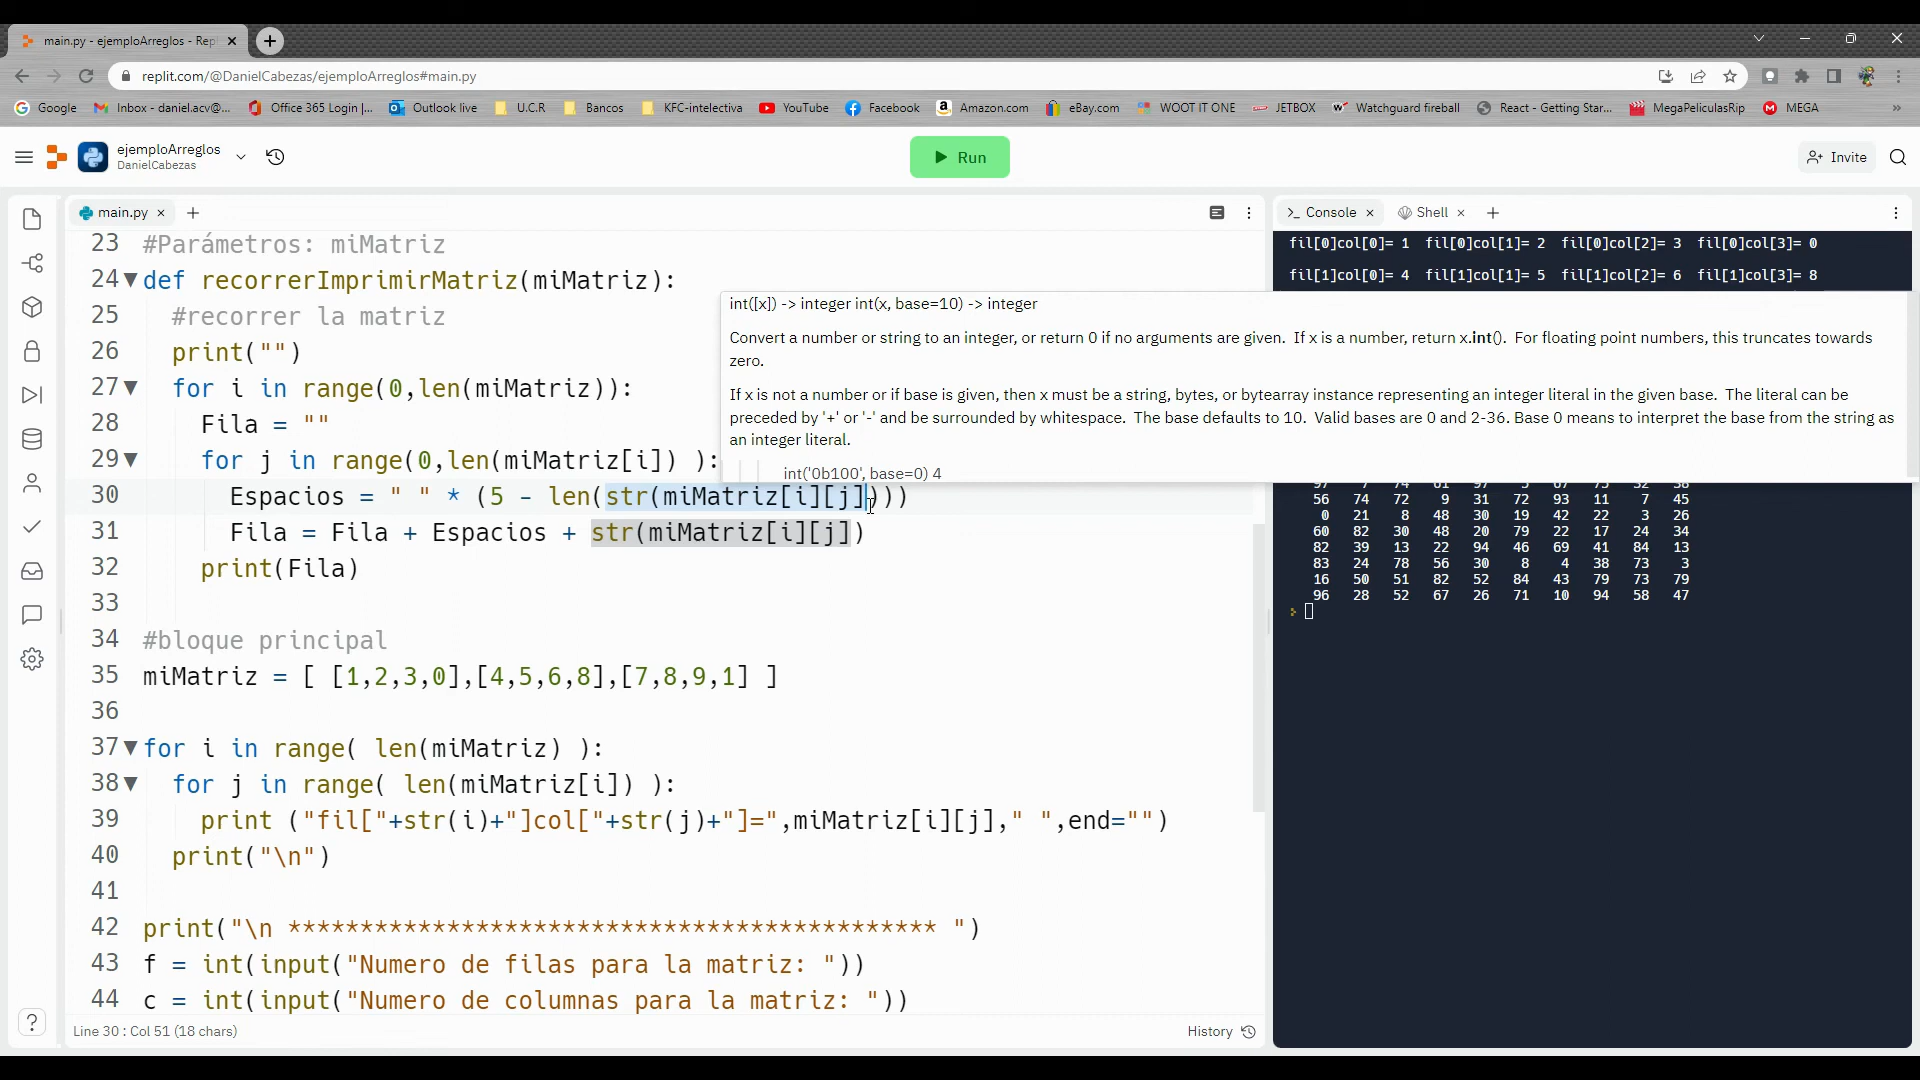 main.py - ejemploArreglos - Rep
replit.com/@DanielCabezas/ejemploArreglos#main.py
Google
Inbox - daniel.acv@...
Office 365 Login |...
Outlook live
U.C.R
Bancos
KFC-intelectiva
YouTube
Facebook
Amazon.com
eBay.com
WOOT IT ONE
JETBOX
Watchguard fireball
React - Getting Star...
MegaPeliculasRip
MEGA
»
ejemploArreglos
DanielCabezas
Run
Invite
main.py
Console
Shell
23 #Parámetros: miMatriz
24 def recorrerImprimirMatriz(miMatriz):
25 #recorrer la matriz
26 print("")
27 for i in range(0,len(miMatriz)):
28 Fila = ""
29 for j in range(0,len(miMatriz[i]) ):
30 Espacios = " " * (5 - len(str(miMatriz[i][j])))
31 Fila = Fila + Espacios + str(miMatriz[i][j])
32 print(Fila)
33
34 #bloque principal
35 miMatriz = [ [1,2,3,0],[4,5,6,8],[7,8,9,1] ]
36
37 for i in range( len(miMatriz) ):
38 for j in range( len(miMatriz[i]) ):
39 print ("fil["+str(i)+"]col["+str(j)+"]=",miMatriz[i][j]," ",end="")
40 print("\n")
41
42 print("\n ********************************************* ")
43 f = int(input("Numero de filas para la matriz: "))
44 c = int(input("Numero de columnas para la matriz: "))
Line 30 : Col 51 (18 chars)
History
int([x]) -> integer int(x, base=10) -> integer
Convert a number or string to an integer, or return 0 if no arguments are given. If x is a number, return x.int(). For floating point numbers, this truncates towards
zero.
If x is not a number or if base is given, then x must be a string, bytes, or bytearray instance representing an integer literal in the given base. The literal can be
preceded by '+' or '-' and be surrounded by whitespace. The base defaults to 10. Valid bases are 0 and 2-36. Base 0 means to interpret the base from the string as
an integer literal.
int('0b100', base=0) 4
fil[0]col[0]= 1 fil[0]col[1]= 2 fil[0]col[2]= 3 fil[0]col[3]= 0
fil[1]col[0]= 4 fil[1]col[1]= 5 fil[1]col[2]= 6 fil[1]col[3]= 8
56 74 72 9 31 72 93 11 7 45
0 21 8 48 30 19 42 22 3 26
60 82 30 48 20 79 22 17 24 34
82 39 13 22 94 46 69 41 84 13
83 24 78 56 30 8 4 38 73 3
16 50 51 82 52 84 43 79 73 79
96 28 52 67 26 71 10 94 58 47
?